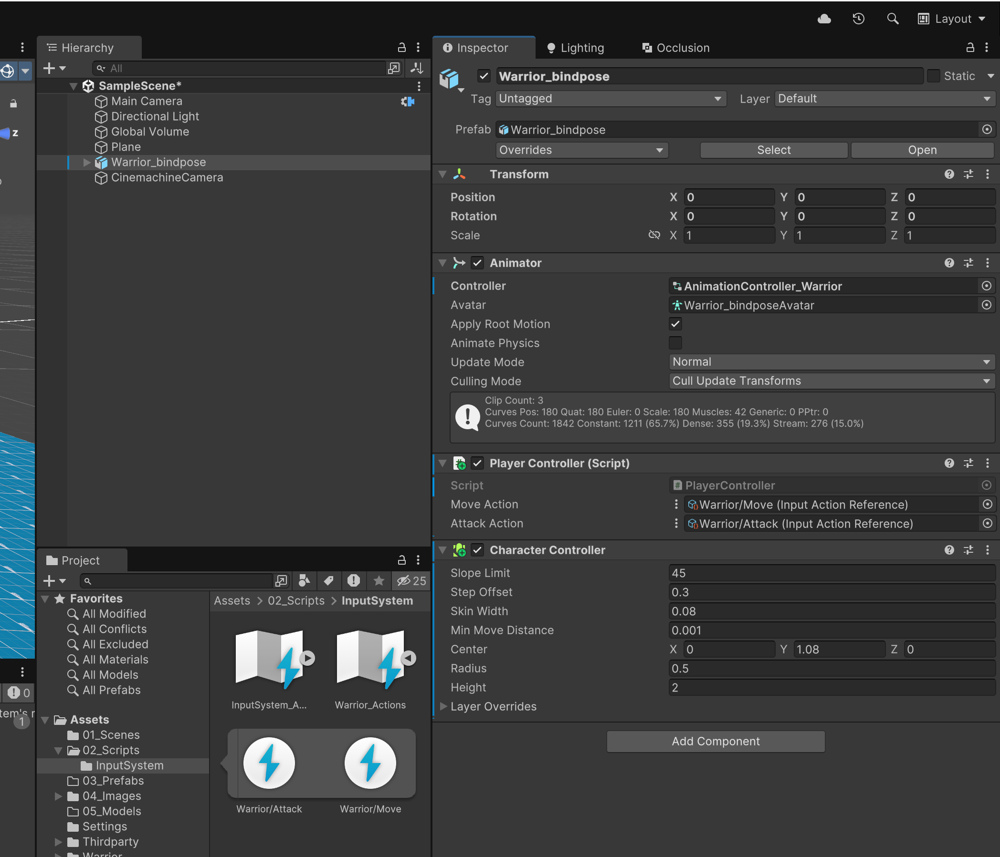 Layout
Hierarchy
All
SampleScene*
Main Camera
Directional Light
Global Volume
Plane
Warrior_bindpose
CinemachineCamera
z
Inspector
Lighting
Occlusion
Warrior_bindpose
Static
Tag Untagged Layer Default
Prefab Warrior_bindpose
Overrides Select Open
Transform
Position X 0 Y 0 Z 0
Rotation X 0 Y 0 Z 0
Scale X 1 Y 1 Z 1
Animator
Controller AnimationController_Warrior
Avatar Warrior_bindposeAvatar
Apply Root Motion
Animate Physics
Update Mode Normal
Culling Mode Cull Update Transforms
Clip Count: 3
Curves Pos: 180 Quat: 180 Euler: 0 Scale: 180 Muscles: 42 Generic: 0 PPtr: 0
Curves Count: 1842 Constant: 1211 (65.7%) Dense: 355 (19.3%) Stream: 276 (15.0%)
Player Controller (Script)
Script PlayerController
Move Action Warrior/Move (Input Action Reference)
Attack Action Warrior/Attack (Input Action Reference)
Character Controller
Slope Limit 45
Step Offset 0.3
Skin Width 0.08
Min Move Distance 0.001
Center X 0 Y 1.08 Z 0
Radius 0.5
Height 2
Layer Overrides
Add Component
Project
25
Favorites
All Modified
All Conflicts
All Excluded
All Materials
All Models
All Prefabs
Assets
01_Scenes
02_Scripts
InputSystem
03_Prefabs
04_Images
05_Models
Settings
Thirdparty
Warrior
Assets > 02_Scripts > InputSystem
InputSystem_A...
Warrior_Actions
Warrior/Attack
Warrior/Move
0
tem's r
1